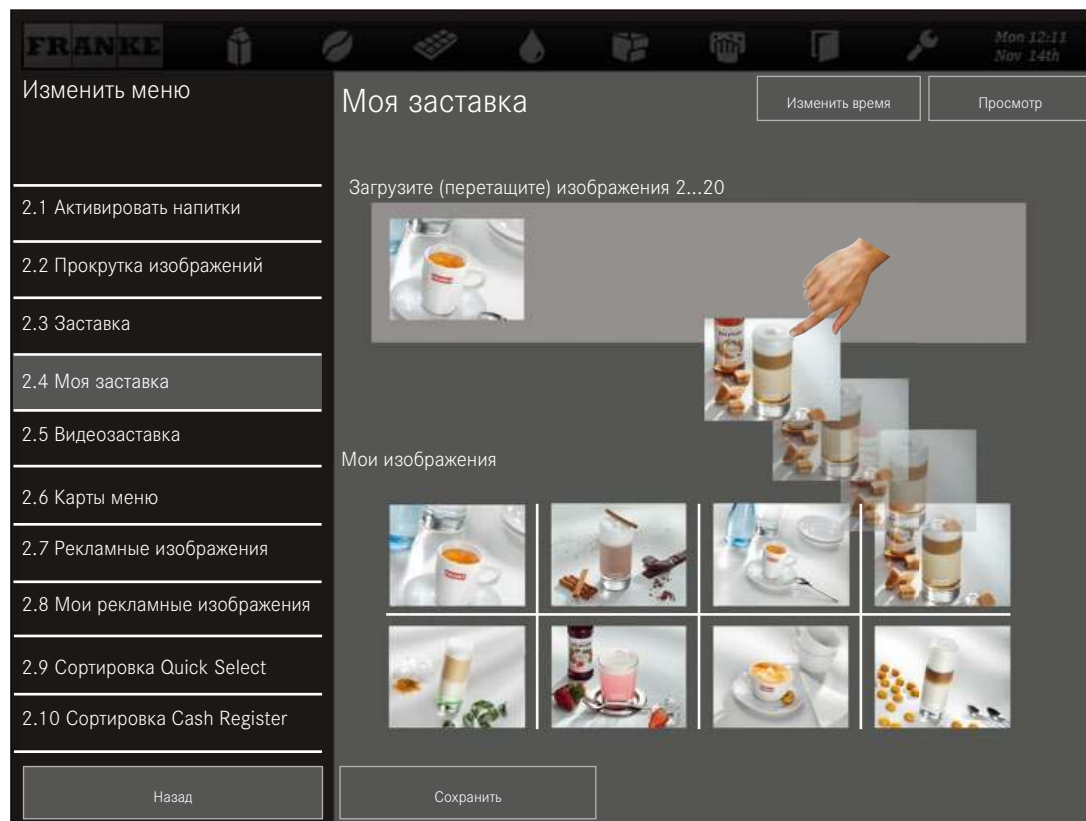 FRANKE
Mon 12:11
Nov 14th
Изменить меню
2.1 Активировать напитки
2.2 Прокрутка изображений
2.3 Заставка
2.4 Моя заставка
2.5 Видеозаставка
2.6 Карты меню
2.7 Рекламные изображения
2.8 Мои рекламные изображения
2.9 Сортировка Quick Select
2.10 Сортировка Cash Register
Назад
Моя заставка
Изменить время
Просмотр
Загрузите (перетащите) изображения 2...20
Мои изображения
Сохранить